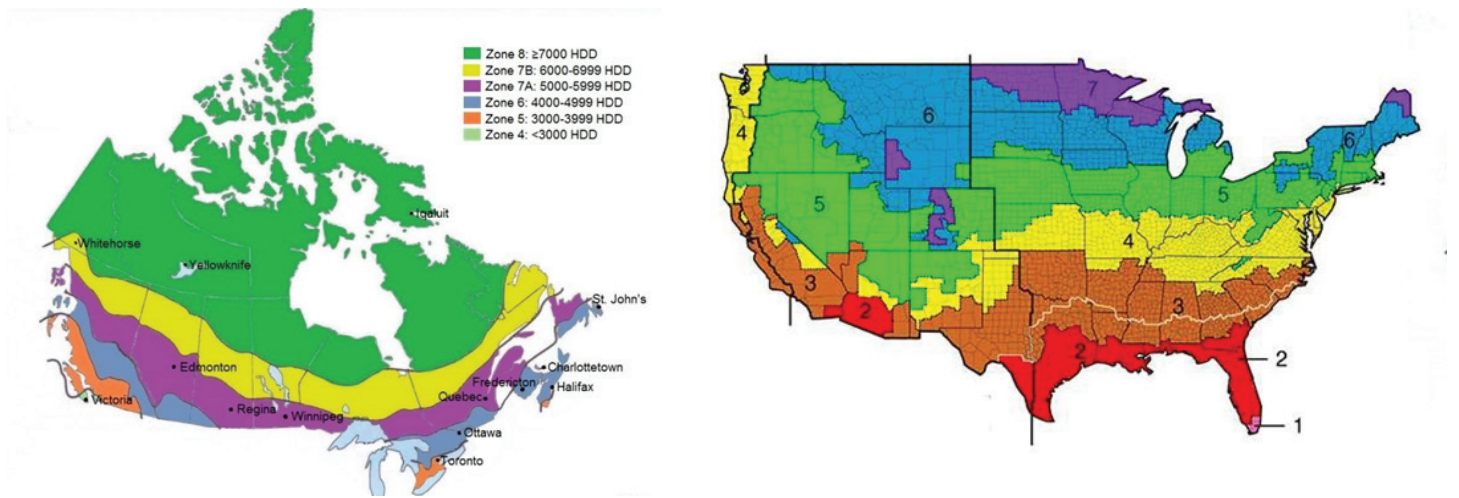 Zone 8: ≥7000 HDD
Zone 7B: 6000-6999 HDD
Zone 7A: 5000-5999 HDD
Zone 6: 4000-4999 HDD
Zone 5: 3000-3999 HDD
Zone 4: <3000 HDD
Iqaluit
Whitehorse
Yellowknife
St. John's
Edmonton
Charlottetown
Fredericton
Halifax
Quebec
Victoria
Regina
Winnipeg
Ottawa
Toronto
7
6
4
6
5
5
4
3
3
2
2
2
1